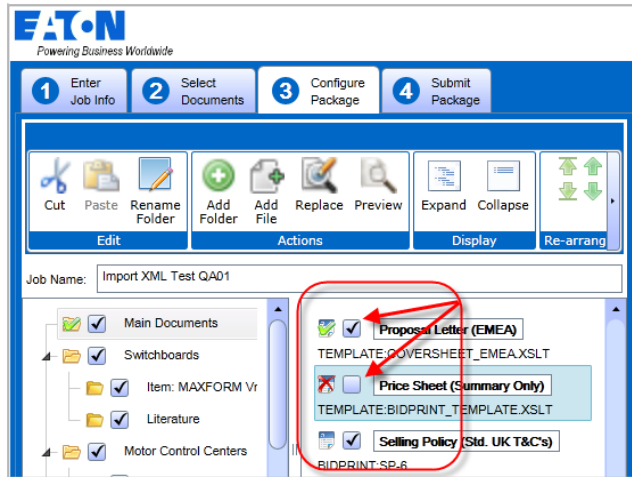 EATON
Powering Business Worldwide
1 Enter Job Info
2 Select Documents
3 Configure Package
4 Submit Package
Cut
Paste
Rename Folder
Add Folder
Add File
Replace
Preview
Expand
Collapse
Edit
Actions
Display
Re-arrang
Job Name: Import XML Test QA01
Main Documents
Switchboards
Item: MAXFORM Vr
Literature
Motor Control Centers
Proposal Letter (EMEA)
TEMPLATE:COVERSHEET_EMEA.XSLT
Price Sheet (Summary Only)
TEMPLATE:BIDPRINT_TEMPLATE.XSLT
Selling Policy (Std. UK T&C's)
BIDPRINT:SP-6